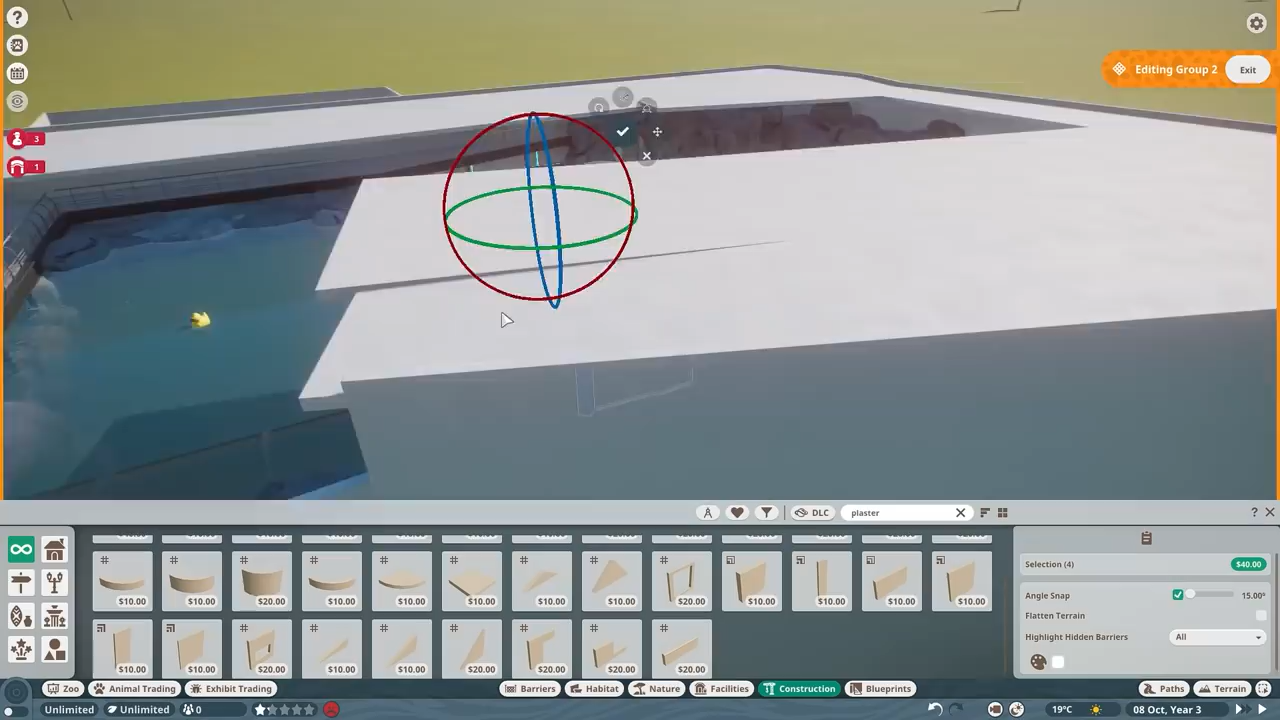 ?
Editing Group 2 Exit
3
1
DLC plaster ?
$10.00 $10.00 $20.00 $10.00 $10.00 $10.00 $10.00 $10.00 $20.00 $10.00 $10.00 $10.00 $10.00
$10.00 $10.00 $20.00 $10.00 $10.00 $10.00 $20.00 $20.00 $20.00
Selection (4) $40.00
Angle Snap 15.00°
Flatten Terrain
Highlight Hidden Barriers All
Zoo Animal Trading Exhibit Trading Barriers Habitat Nature Facilities Construction Blueprints Paths Terrain
Unlimited Unlimited 0 19°C 08 Oct, Year 3